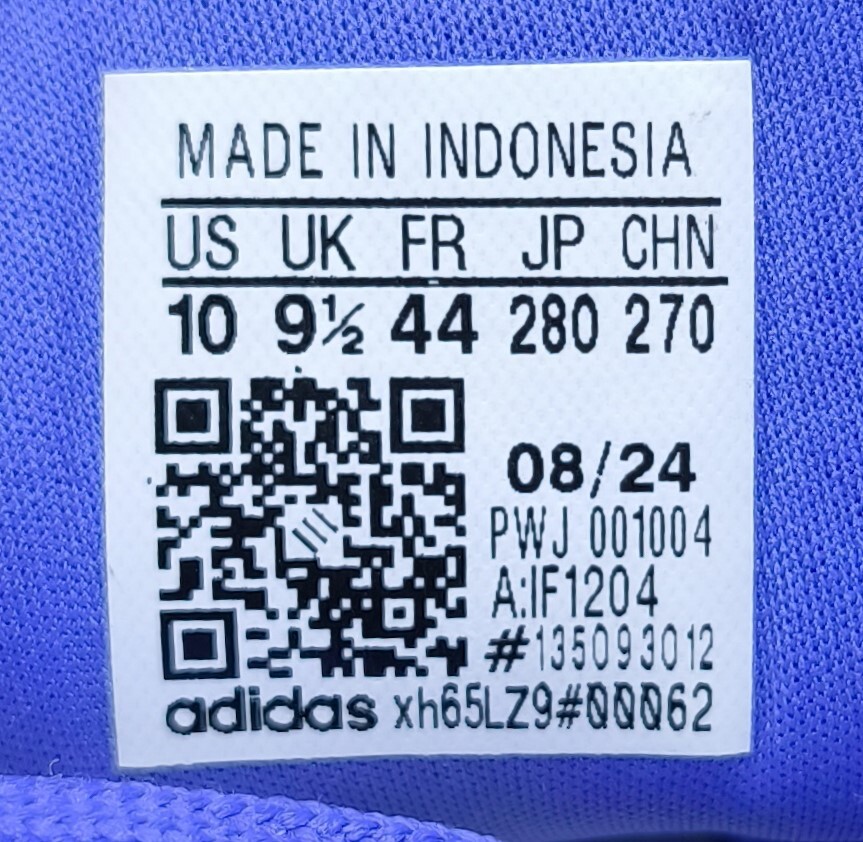 MADE IN INDONESIA
US UK FR JP CHN
10 9½ 44 280 270
08/24
PWJ 001004
A:IF1204
#135093012
adidas xh65LZ9#00062